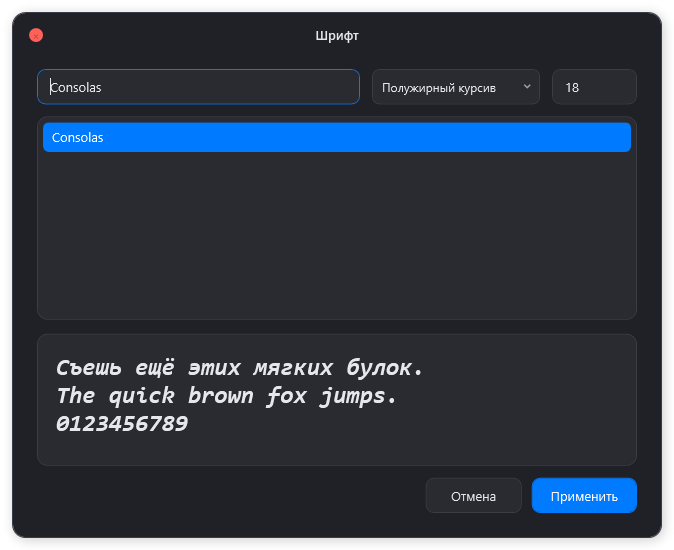 Шрифт
Consolas
Полужирный курсив
18
Consolas
Съешь ещё этих мягких булок.
The quick brown fox jumps.
0123456789
Отмена
Применить